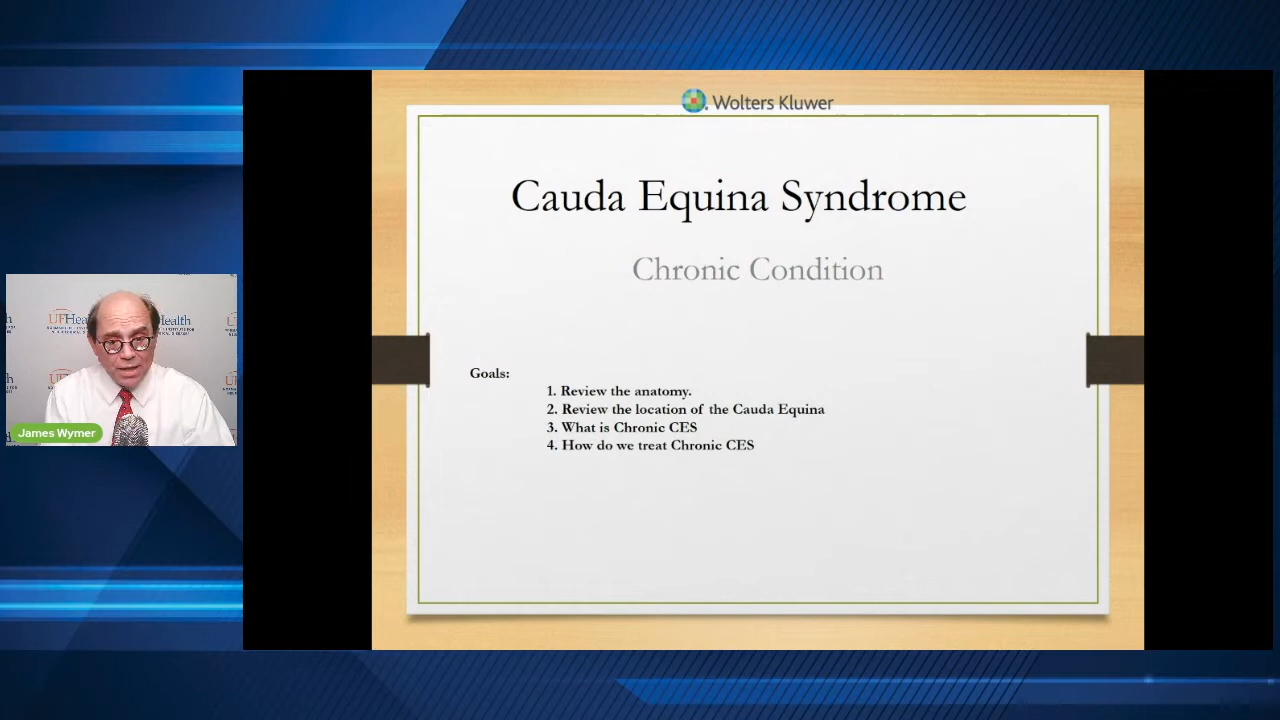 Wolters Kluwer
Cauda Equina Syndrome
Chronic Condition
Goals:
1. Review the anatomy.
2. Review the location of the Cauda Equina
3. What is Chronic CES
4. How do we treat Chronic CES
UFHealth
James Wymer